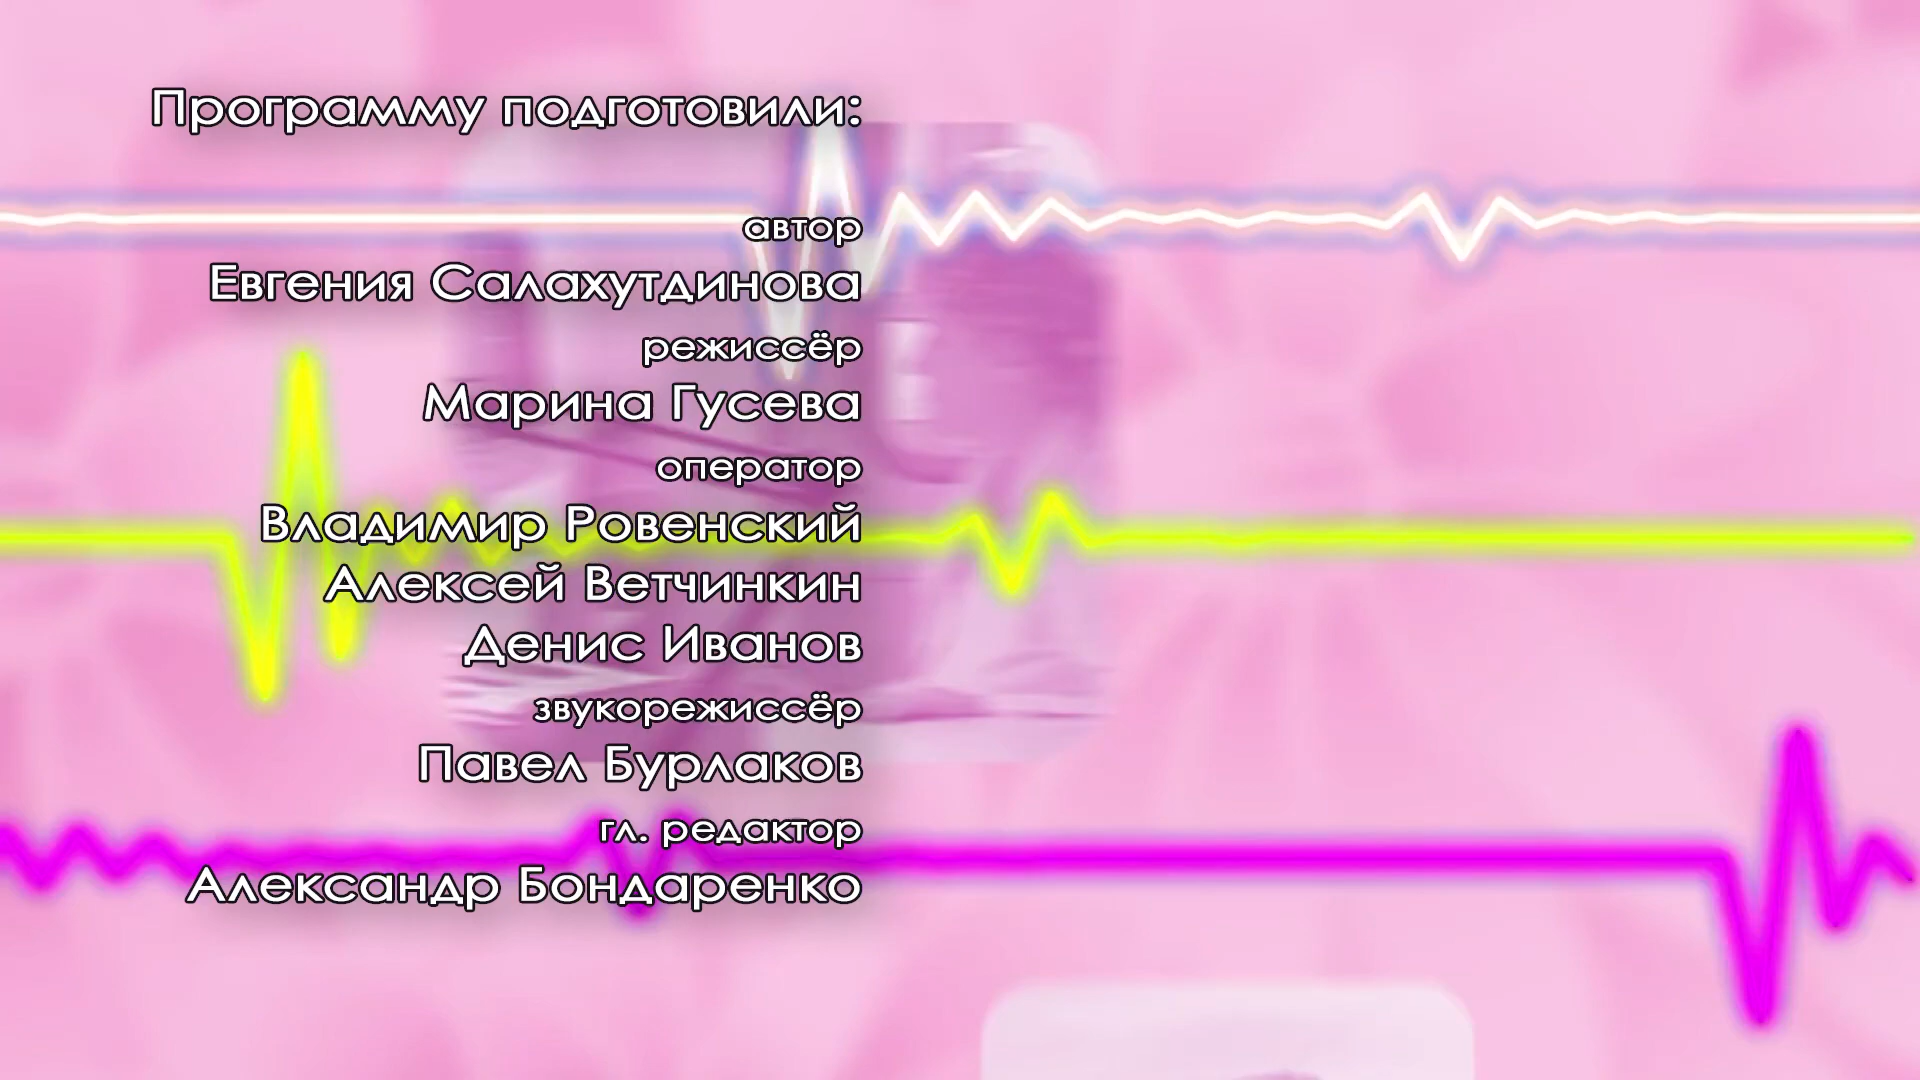 Программу подготовили:
автор
Евгения Салахутдинова
режиссёр
Марина Гусева
оператор
Владимир Ровенский
Алексей Ветчинкин
Денис Иванов
звукорежиссёр
Павел Бурлаков
гл. редактор
Александр Бондаренко